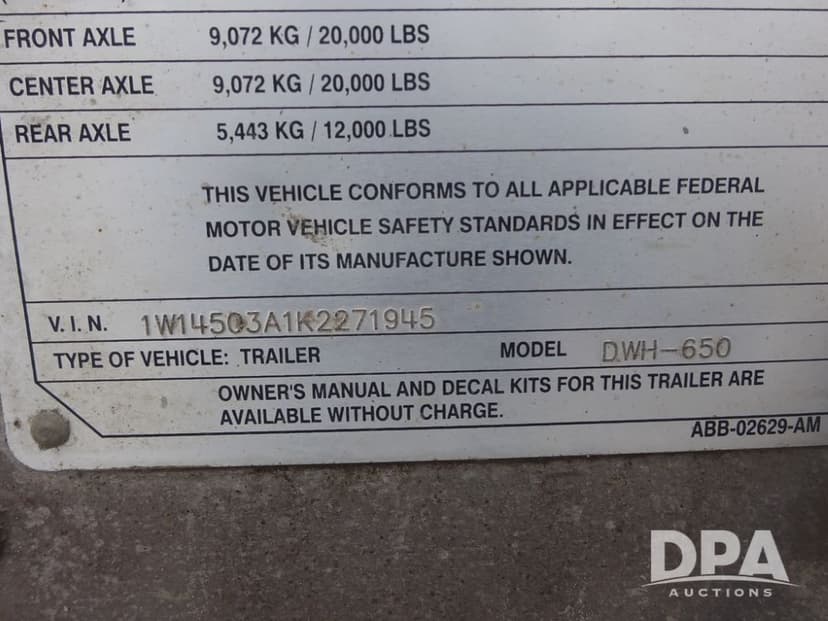 FRONT AXLE 9,072 KG / 20,000 LBS
CENTER AXLE 9,072 KG / 20,000 LBS
REAR AXLE 5,443 KG / 12,000 LBS
THIS VEHICLE CONFORMS TO ALL APPLICABLE FEDERAL
MOTOR VEHICLE SAFETY STANDARDS IN EFFECT ON THE
DATE OF ITS MANUFACTURE SHOWN.
V. I. N. 1W14503A1K2271945
TYPE OF VEHICLE: TRAILER MODEL DWH-650
OWNER'S MANUAL AND DECAL KITS FOR THIS TRAILER ARE
AVAILABLE WITHOUT CHARGE.
ABB-02629-AM
DPA
AUCTIONS